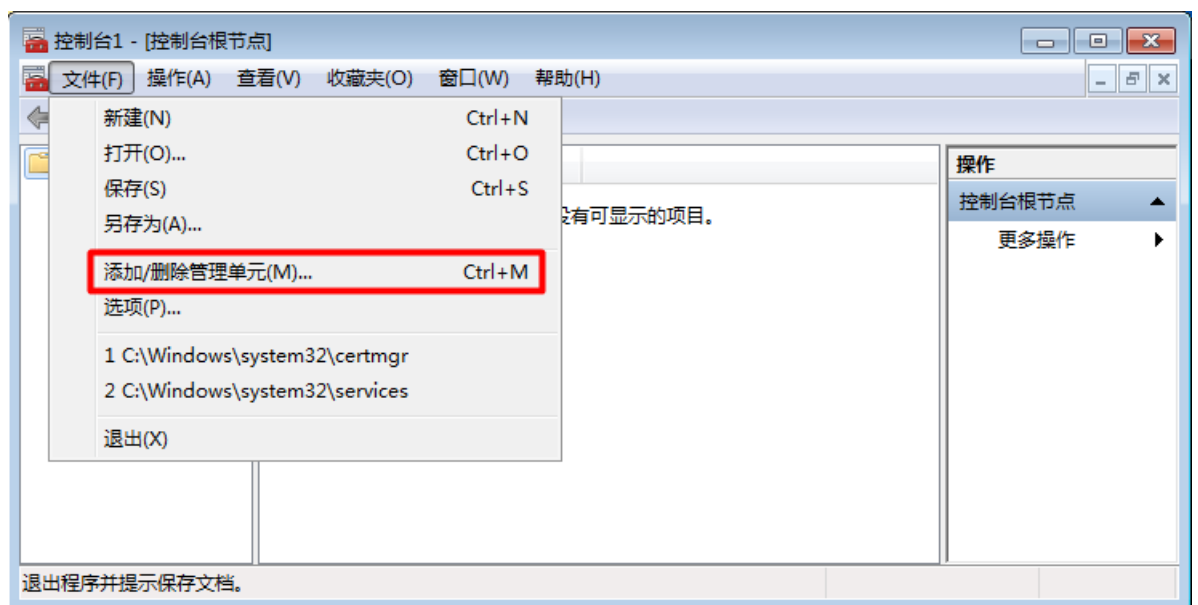 控制台1 - [控制台根节点]
文件(F) 操作(A) 查看(V) 收藏夹(O) 窗口(W) 帮助(H)
新建(N) Ctrl+N
打开(O)... Ctrl+O
保存(S) Ctrl+S
另存为(A)...
添加/删除管理单元(M)... Ctrl+M
选项(P)...
1 C:\Windows\system32\certmgr
2 C:\Windows\system32\services
退出(X)
有可显示的项目。
操作
控制台根节点
更多操作
退出程序并提示保存文档。